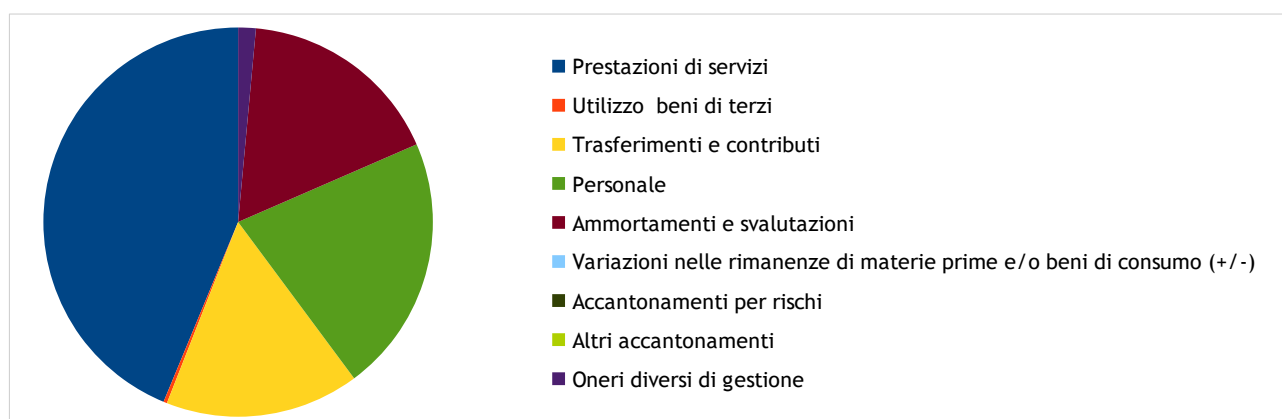 Prestazioni di servizi
Utilizzo  beni di terzi
Trasferimenti e contributi
Personale
Ammortamenti e svalutazioni
Variazioni nelle rimanenze di materie prime e/o beni di consumo (+/-)
Accantonamenti per rischi
Altri accantonamenti
Oneri diversi di gestione